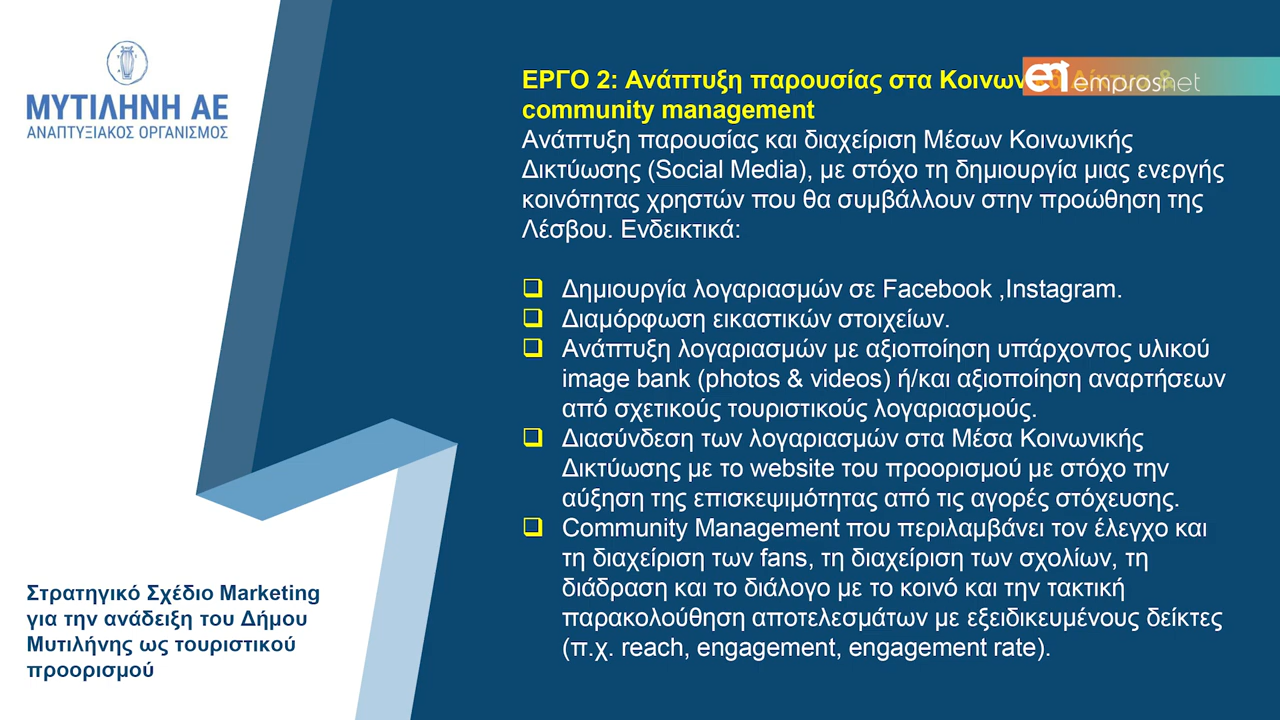 ΜΥΤΙΛΗΝΗ ΑΕ
ΑΝΑΠΤΥΞΙΑΚΟΣ ΟΡΓΑΝΙΣΜΟΣ
Στρατηγικό Σχέδιο Marketing
για την ανάδειξη του Δήμου
Μυτιλήνης ως τουριστικού
προορισμού
en emprosnet
ΕΡΓΟ 2: Ανάπτυξη παρουσίας στα Κοινωνικά Δίκτυα &
community management
Ανάπτυξη παρουσίας και διαχείριση Μέσων Κοινωνικής
Δικτύωσης (Social Media), με στόχο τη δημιουργία μιας ενεργής
κοινότητας χρηστών που θα συμβάλλουν στην προώθηση της
Λέσβου. Ενδεικτικά:
Δημιουργία λογαριασμών σε Facebook ,Instagram.
Διαμόρφωση εικαστικών στοιχείων.
Ανάπτυξη λογαριασμών με αξιοποίηση υπάρχοντος υλικού
image bank (photos & videos) ή/και αξιοποίηση αναρτήσεων
από σχετικούς τουριστικούς λογαριασμούς.
Διασύνδεση των λογαριασμών στα Μέσα Κοινωνικής
Δικτύωσης με το website του προορισμού με στόχο την
αύξηση της επισκεψιμότητας από τις αγορές στόχευσης.
Community Management που περιλαμβάνει τον έλεγχο και
τη διαχείριση των fans, τη διαχείριση των σχολίων, τη
διάδραση και το διάλογο με το κοινό και την τακτική
παρακολούθηση αποτελεσμάτων με εξειδικευμένους δείκτες
(π.χ. reach, engagement, engagement rate).